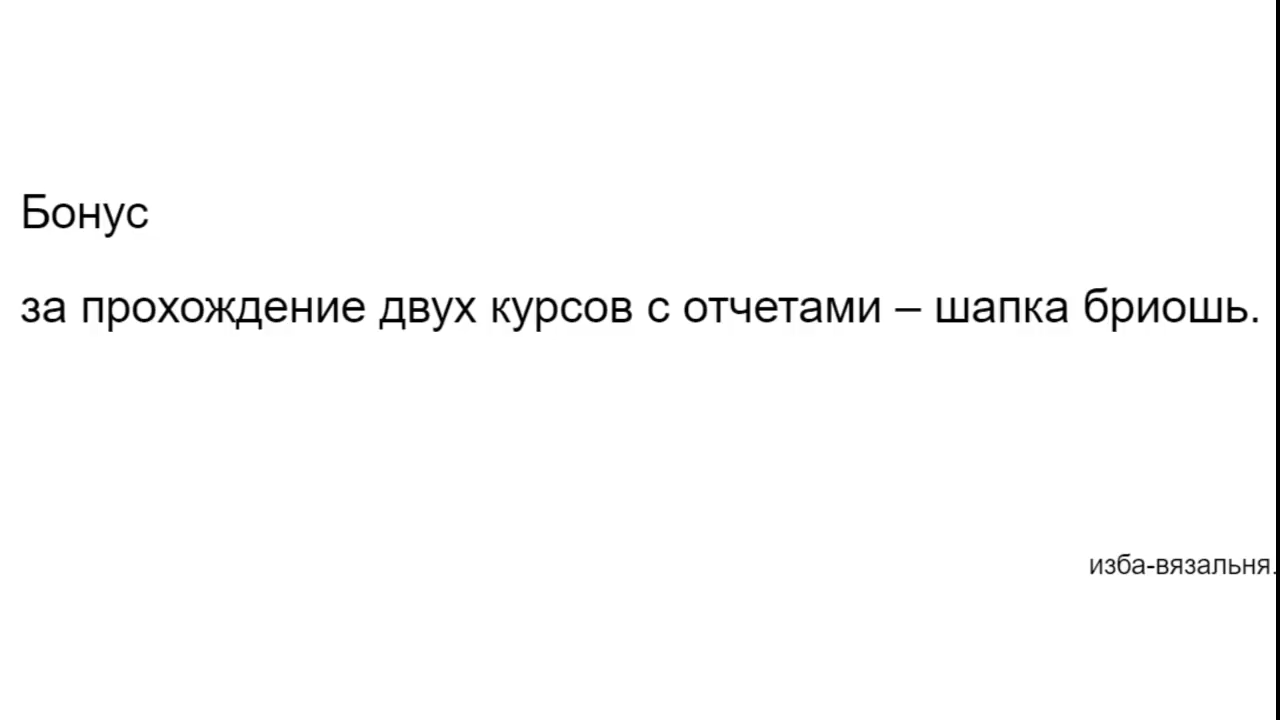 Бонус
за прохождение двух курсов с отчетами – шапка бриошь.
изба-вязальня.